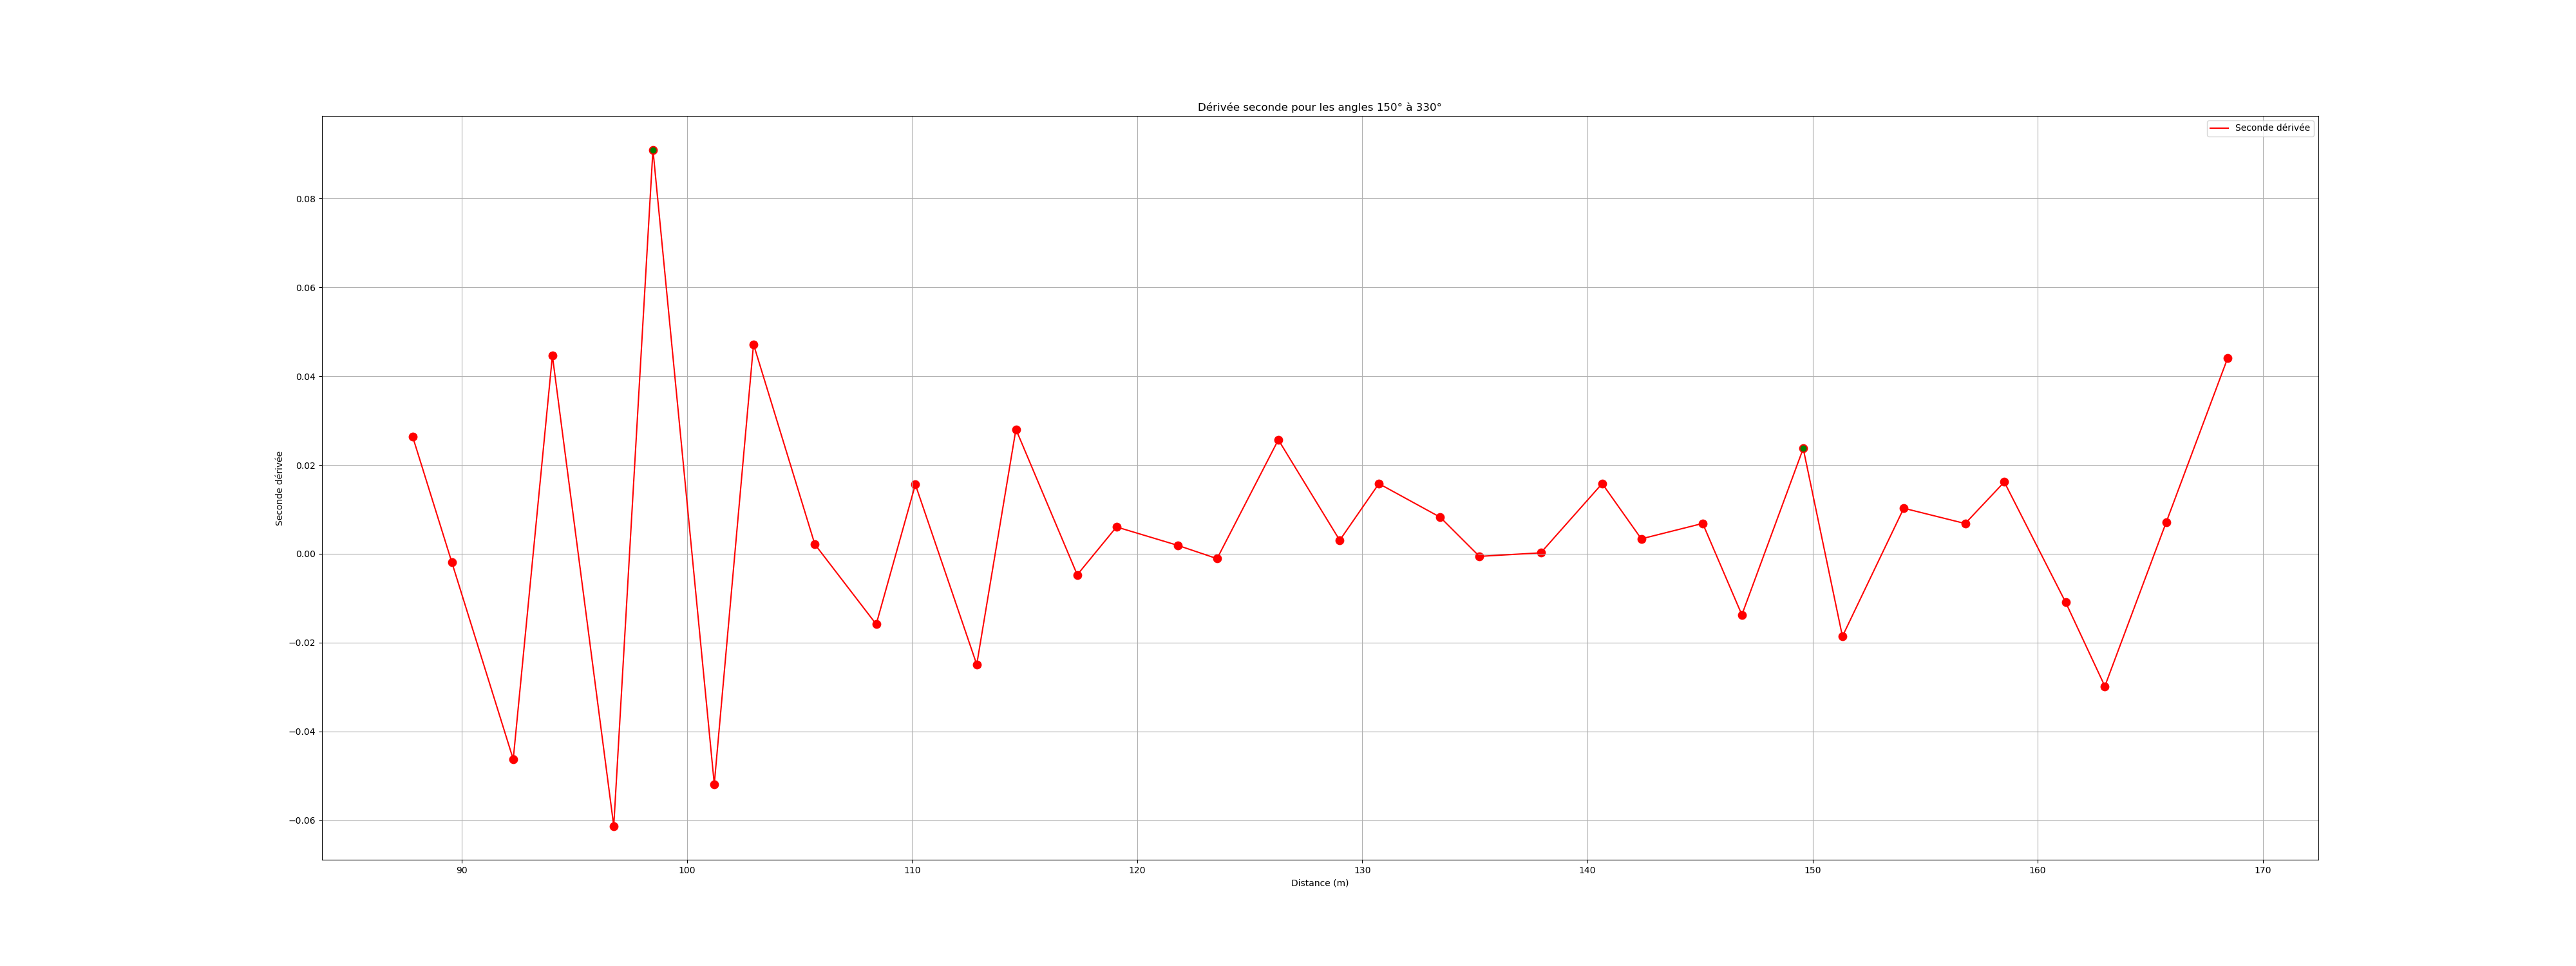 Dérivée seconde pour les angles 150° à 330°
Seconde dérivée
0.08
0.06
0.04
0.02
0.00
−0.02
−0.04
−0.06
Seconde dérivée
90 100 110 120 130 140 150 160 170
Distance (m)